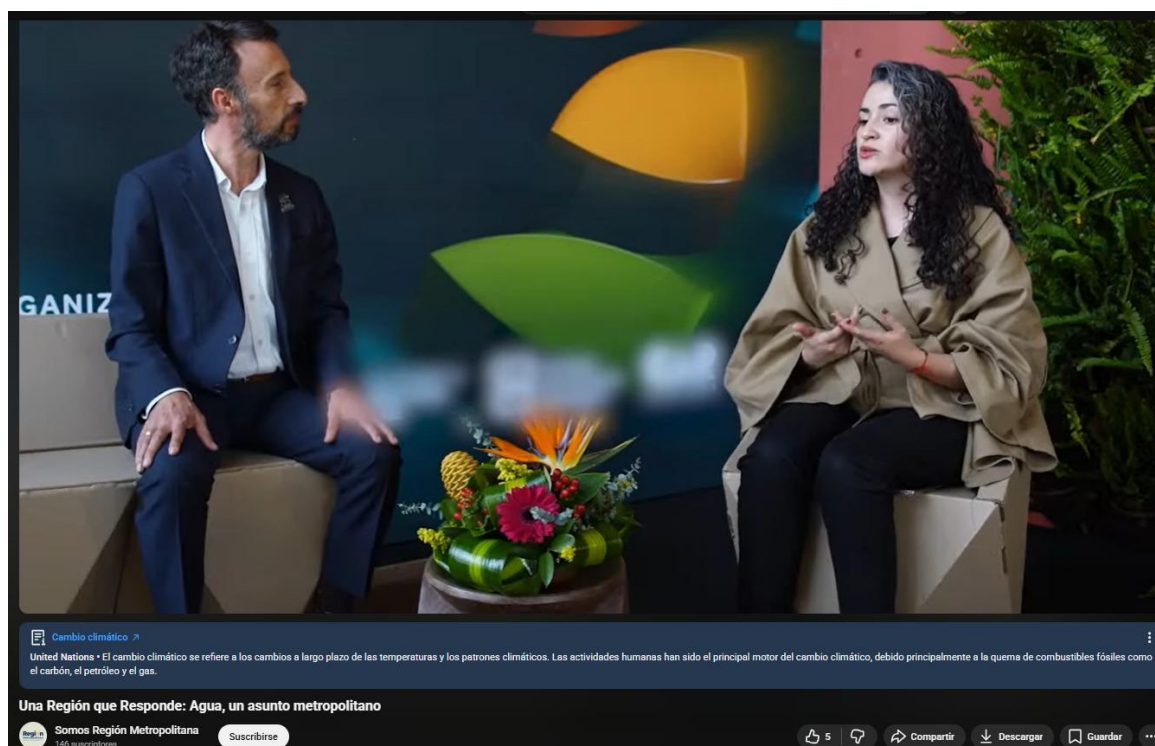 GANIZ
Cambio climático
United Nations • El cambio climático se refiere a los cambios a largo plazo de las temperaturas y los patrones climáticos. Las actividades humanas han sido el principal motor del cambio climático, debido principalmente a la quema de combustibles fósiles como
el carbón, el petróleo y el gas.
Una Región que Responde: Agua, un asunto metropolitano
Región
Somos Región Metropolitana
146 suscriptores
Suscribirse
5
Compartir
Descargar
Guardar